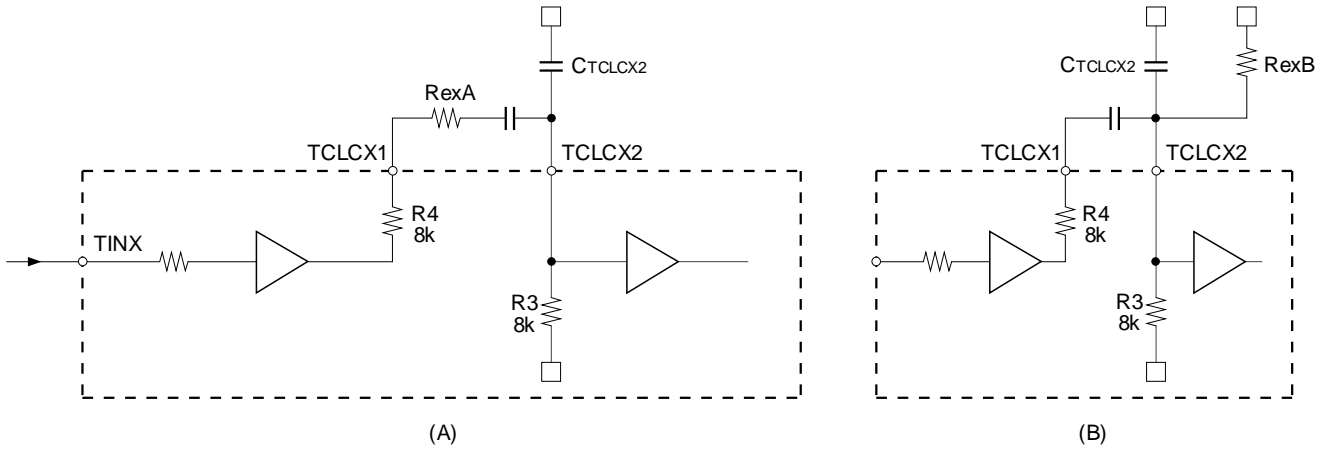 CTCLCX2
RexA
TCLCX1
TCLCX2
R4
8k
TINX
R3
8k
(A)
CTCLCX2
RexB
TCLCX1
TCLCX2
R4
8k
R3
8k
(B)